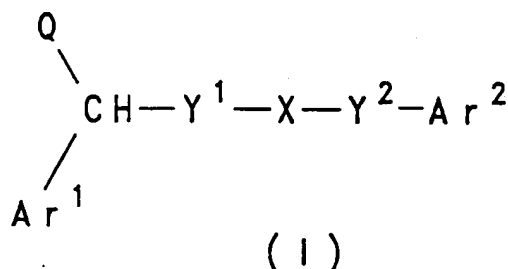 Q
CH—Y¹—X—Y²—Ar²
Ar¹
( I )